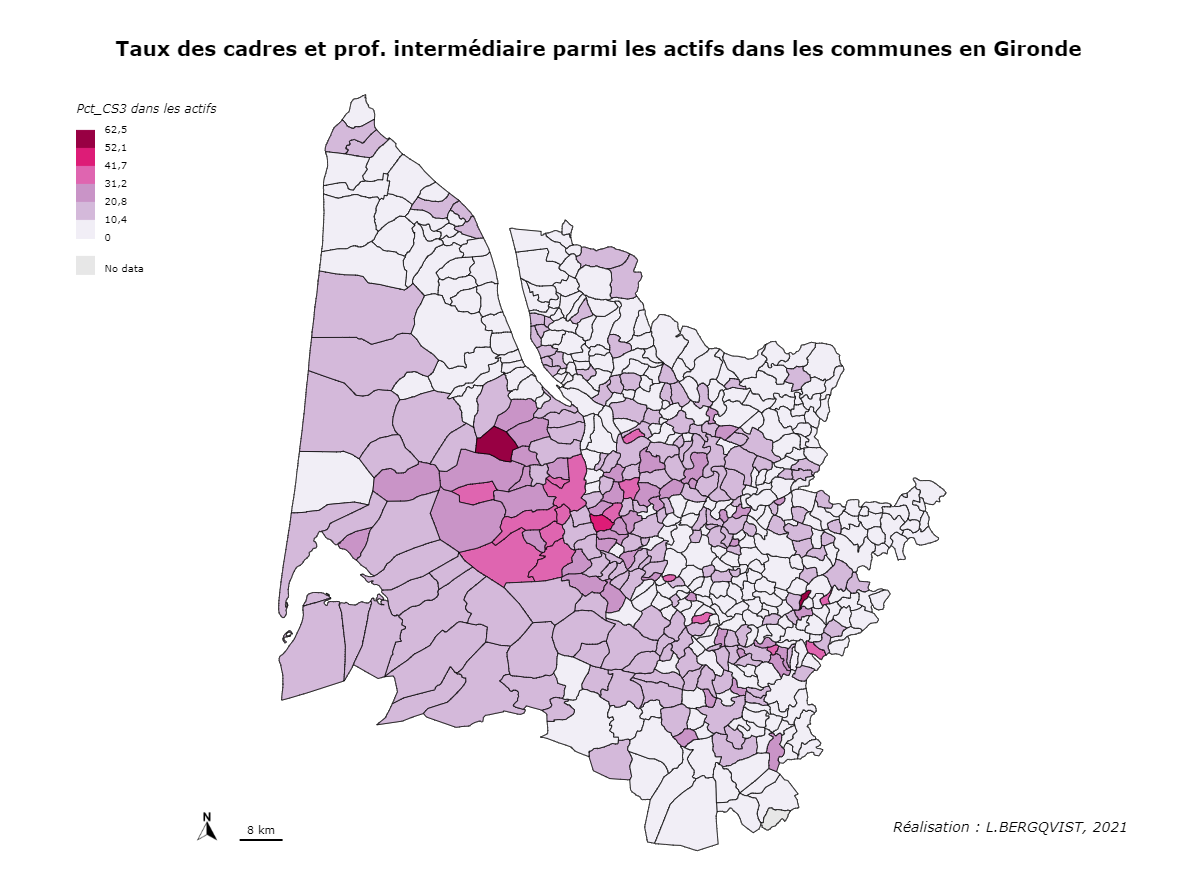 Taux des cadres et prof. intermédiaire parmi les actifs dans les communes en Gironde
Pct_CS3 dans les actifs
62,5
52,1
41,7
31,2
20,8
10,4
0
No data
N
8 km
Réalisation : L.BERGQVIST, 2021